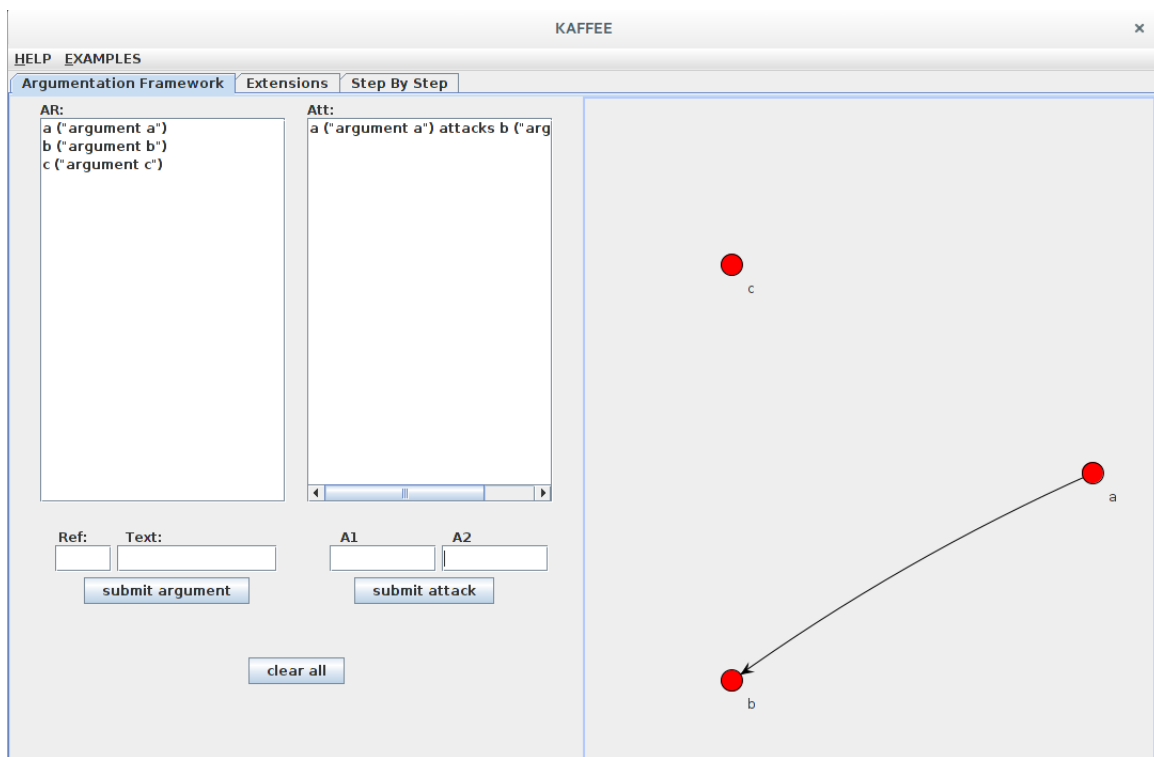 KAFFEE
HELP EXAMPLES
Argumentation Framework Extensions Step By Step
AR:
a ("argument a")
b ("argument b")
c ("argument c")
Att:
a ("argument a") attacks b ("arg
Ref: Text:
submit argument
A1 A2
submit attack
clear all
c
a
b